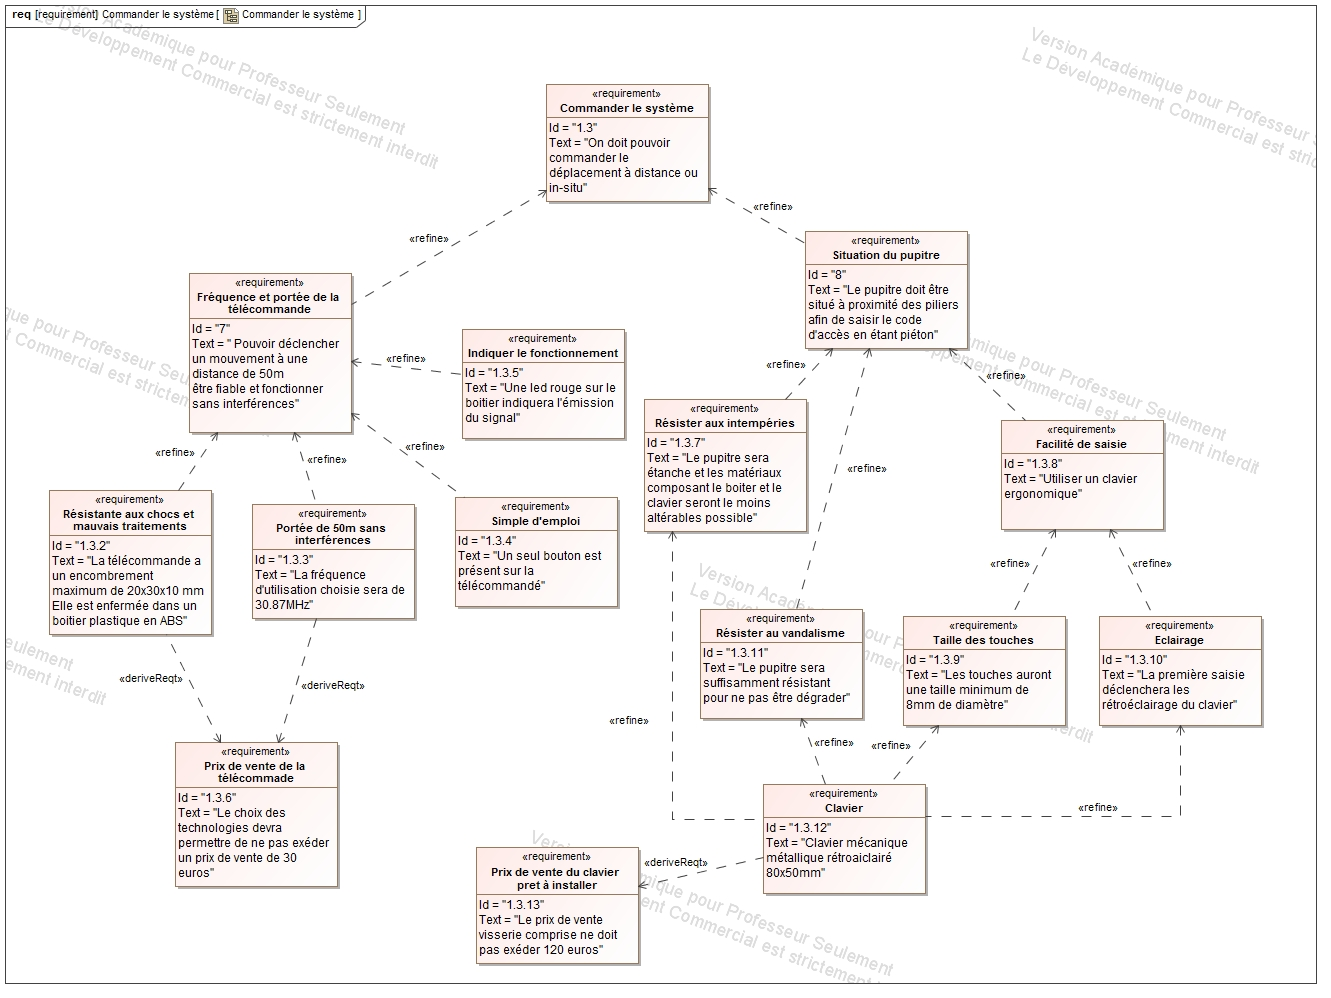 req [requirement] Commander le système [ Commander le système ]
Version Académique pour Professeur Seulement
Le Développement Commercial est strictement interdit
«requirement»
Commander le système
Id = "1.3"
Text = "On doit pouvoir
commander le
déplacement à distance ou
in-situ"
«refine»
«refine»
«requirement»
Situation du pupitre
Id = "8"
Text = "Le pupitre doit être
situé à proximité des piliers
afin de saisir le code
d'accès en étant piéton"
«requirement»
Fréquence et portée de la
télécommande
Id = "7"
Text = " Pouvoir déclencher
un mouvement à une
distance de 50m
être fiable et fonctionner
sans interférences"
«refine»
«requirement»
Indiquer le fonctionnement
Id = "1.3.5"
Text = "Une led rouge sur le
boitier indiquera l'émission
du signal"
«refine»
«refine»
«requirement»
Résister aux intempéries
Id = "1.3.7"
Text = "Le pupitre sera
étanche et les matériaux
composant le boiter et le
clavier seront le moins
altérables possible"
«refine»
«requirement»
Facilité de saisie
Id = "1.3.8"
Text = "Utiliser un clavier
ergonomique"
«refine»
«refine»
«refine»
«requirement»
Résistante aux chocs et
mauvais traitements
Id = "1.3.2"
Text = "La télécommande a
un encombrement
maximum de 20x30x10 mm
Elle est enfermée dans un
boitier plastique en ABS"
«requirement»
Portée de 50m sans
interférences
Id = "1.3.3"
Text = "La fréquence
d'utilisation choisie sera de
30.87MHz"
«requirement»
Simple d'emploi
Id = "1.3.4"
Text = "Un seul bouton est
présent sur la
télécommandé"
«refine»
«refine»
«requirement»
Résister au vandalisme
Id = "1.3.11"
Text = "Le pupitre sera
suffisamment résistant
pour ne pas être dégrader"
«requirement»
Taille des touches
Id = "1.3.9"
Text = "Les touches auront
une taille minimum de
8mm de diamètre"
«requirement»
Eclairage
Id = "1.3.10"
Text = "La première saisie
déclenchera les
rétroéclairage du clavier"
«deriveReqt»
«deriveReqt»
«refine»
«refine»
«refine»
«requirement»
Prix de vente de la
télécommade
Id = "1.3.6"
Text = "Le choix des
technologies devra
permettre de ne pas exéder
un prix de vente de 30
euros"
«requirement»
Clavier
Id = "1.3.12"
Text = "Clavier mécanique
métallique rétroaiclairé
80x50mm"
«refine»
«deriveReqt»
«requirement»
Prix de vente du clavier
pret à installer
Id = "1.3.13"
Text = "Le prix de vente
visserie comprise ne doit
pas exéder 120 euros"